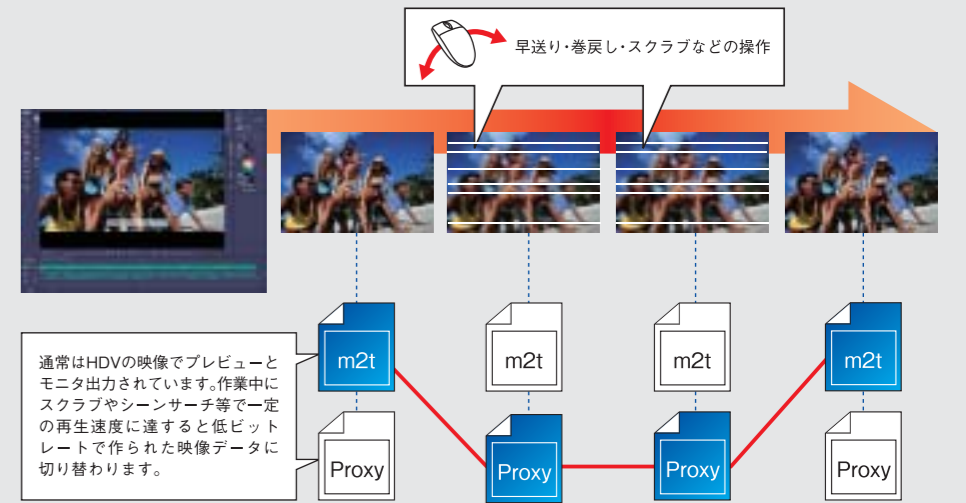 早送り・巻戻し・スクラブなどの操作
m2t
m2t
m2t
m2t
通常はHDVの映像でプレビューと
モニタ出力されています。作業中に
スクラブやシーンサーチ等で一定
の再生速度に達すると低ビット
レートで作られた映像データに
切り替わります。
Proxy
Proxy
Proxy
Proxy